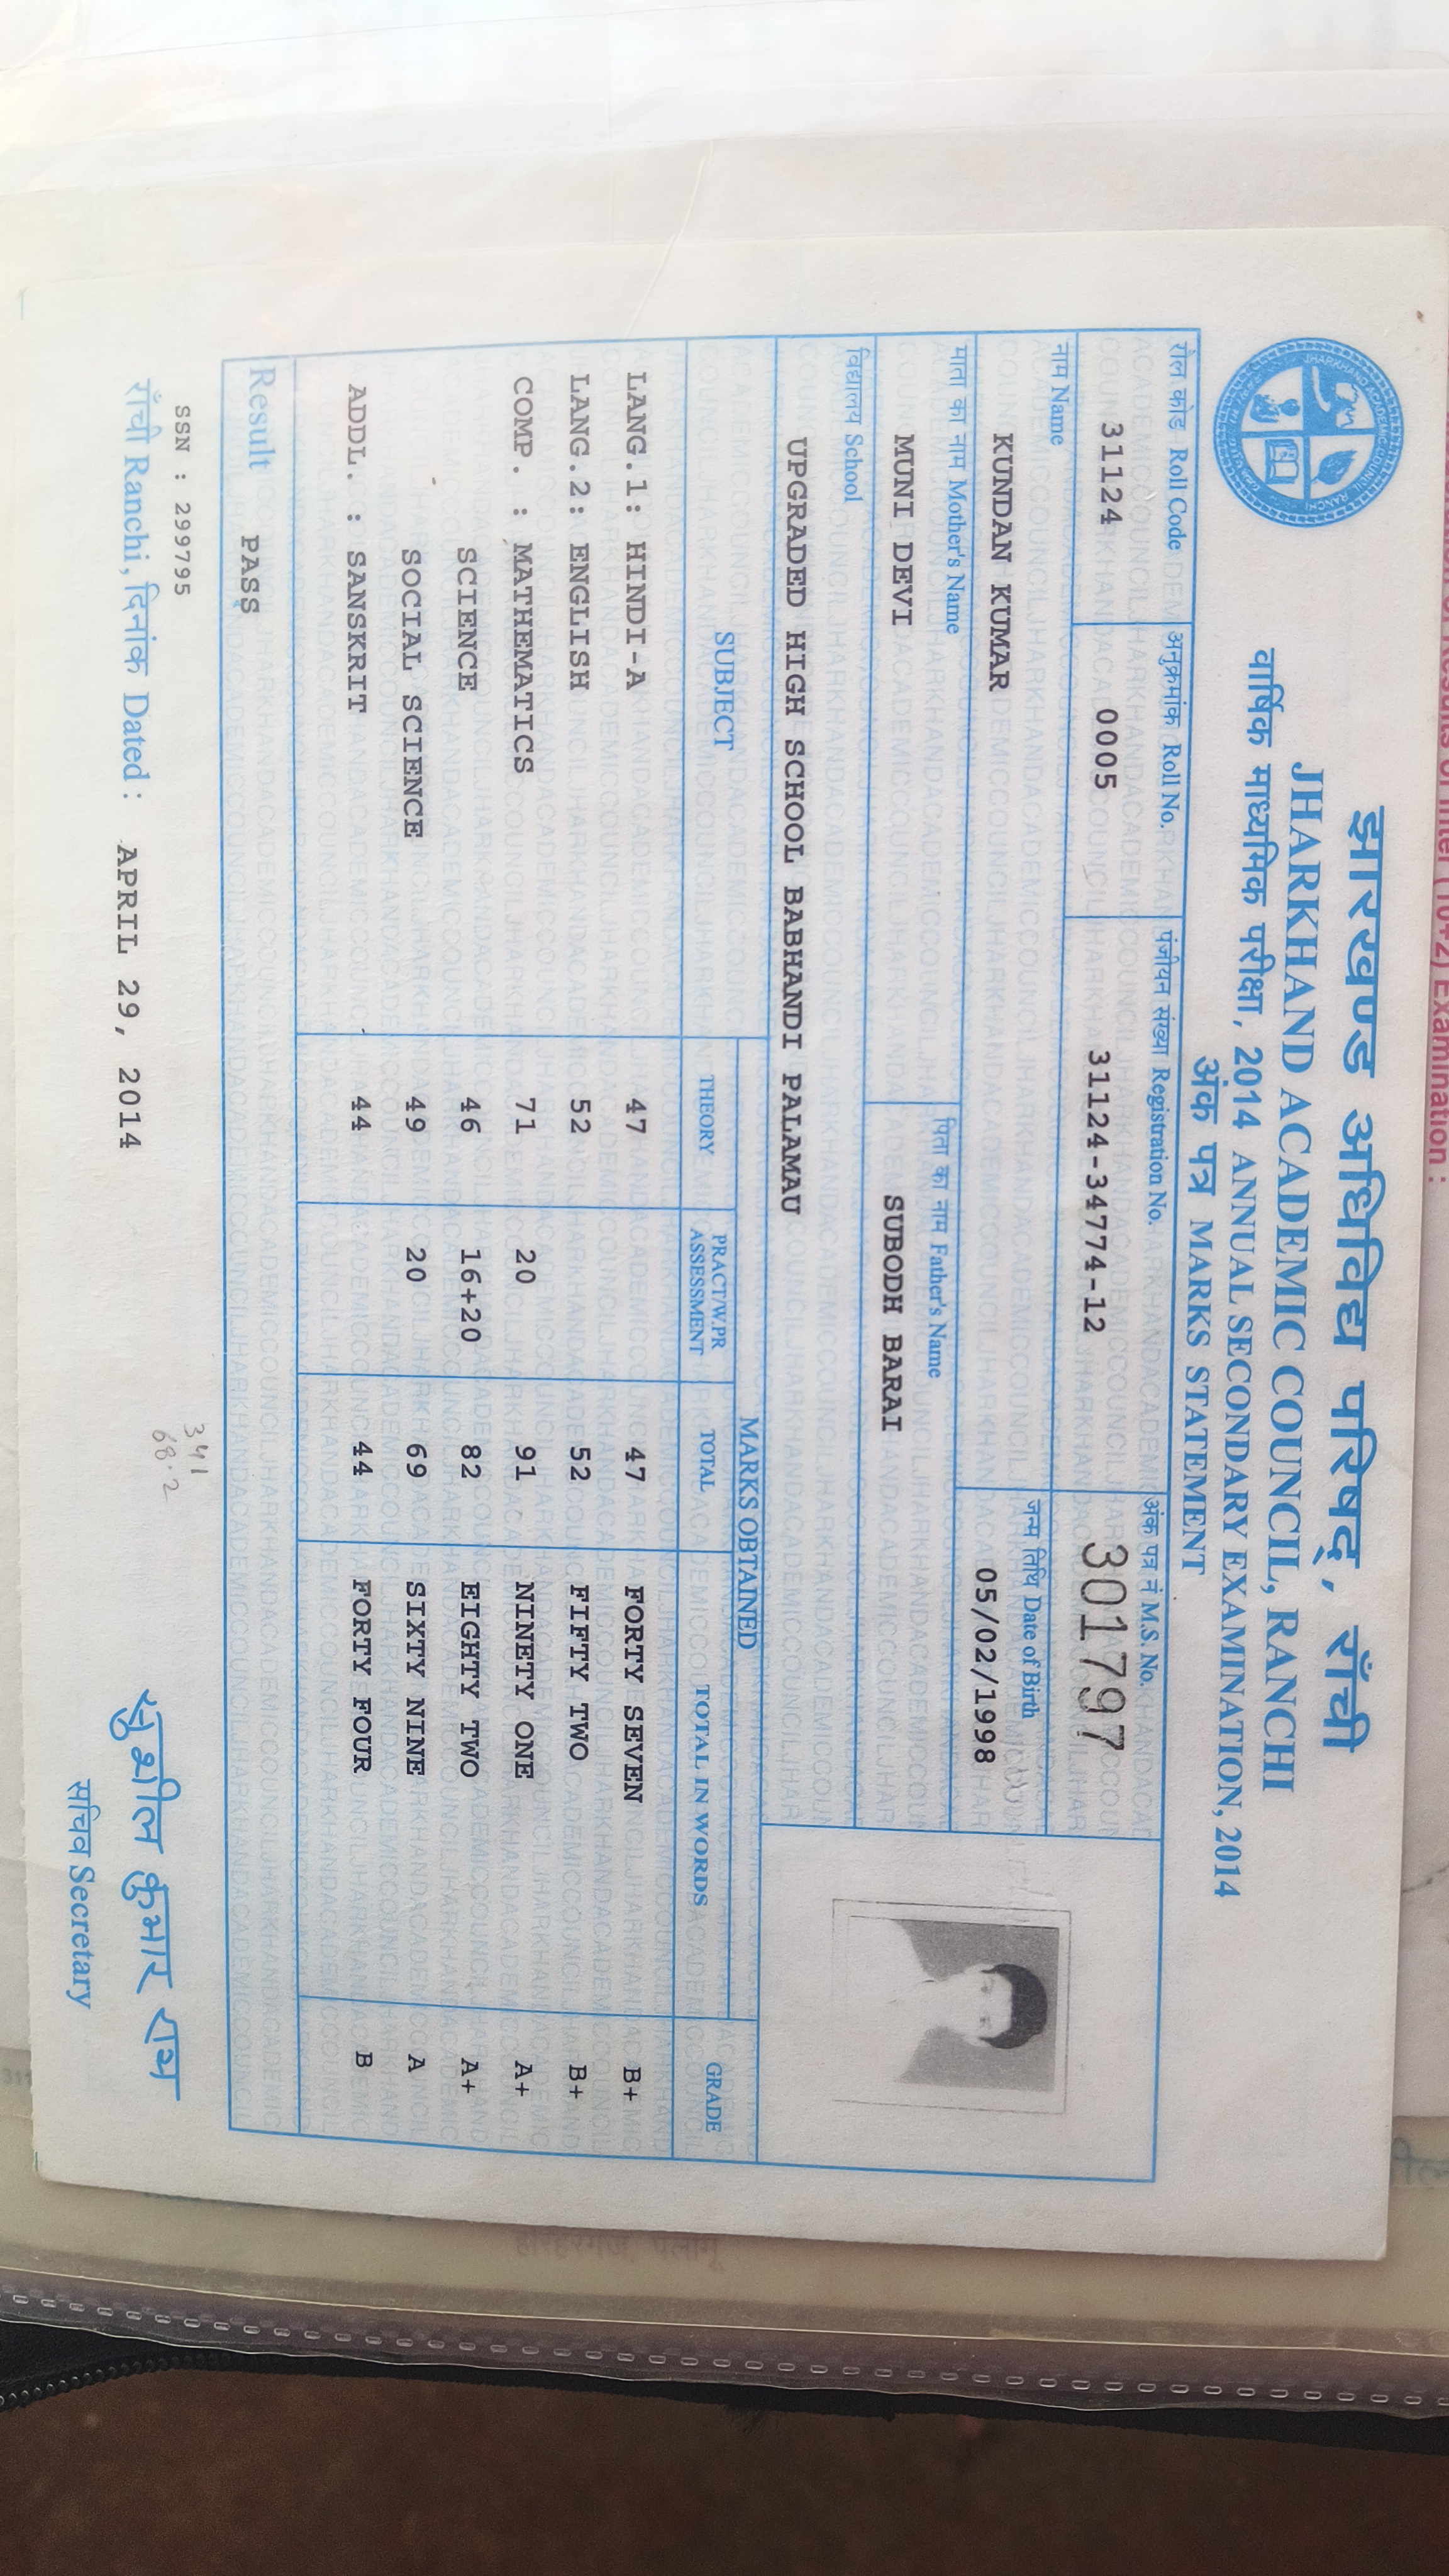 झारखण्ड अधिविद्य परिषद्, राँची
JHARKHAND ACADEMIC COUNCIL, RANCHI
वार्षिक माध्यमिक परीक्षा, 2014 ANNUAL SECONDARY EXAMINATION, 2014
अंक पत्र MARKS STATEMENT
रौल कोड Roll Code अनुक्रमांक Roll No. पंजीयन संख्या Registration No. अंक पत्र नं M.S. No.
31124 0005 31124-34774-12 301797
नाम Name जन्म तिथि Date of Birth
KUNDAN KUMAR 05/02/1998
माता का नाम Mother's Name पिता का नाम Father's Name
MUNI DEVI SUBODH BARAI
विद्यालय School
UPGRADED HIGH SCHOOL BABHANDI PALAMAU
SUBJECT MARKS OBTAINED GRADE
THEORY PRACT/W.PR ASSESSMENT TOTAL TOTAL IN WORDS
LANG.1: HINDI-A 47 47 FORTY SEVEN B+
LANG.2: ENGLISH 52 52 FIFTY TWO B+
COMP. : MATHEMATICS 71 20 91 NINETY ONE A+
SCIENCE 46 16+20 82 EIGHTY TWO A+
SOCIAL SCIENCE 49 20 69 SIXTY NINE A
ADDL. : SANSKRIT 44 44 FORTY FOUR B
Result PASS
SSN : 299795
341
68.2
राँची Ranchi, दिनांक Dated : APRIL 29, 2014
सुशील कुमार राय
सचिव Secretary